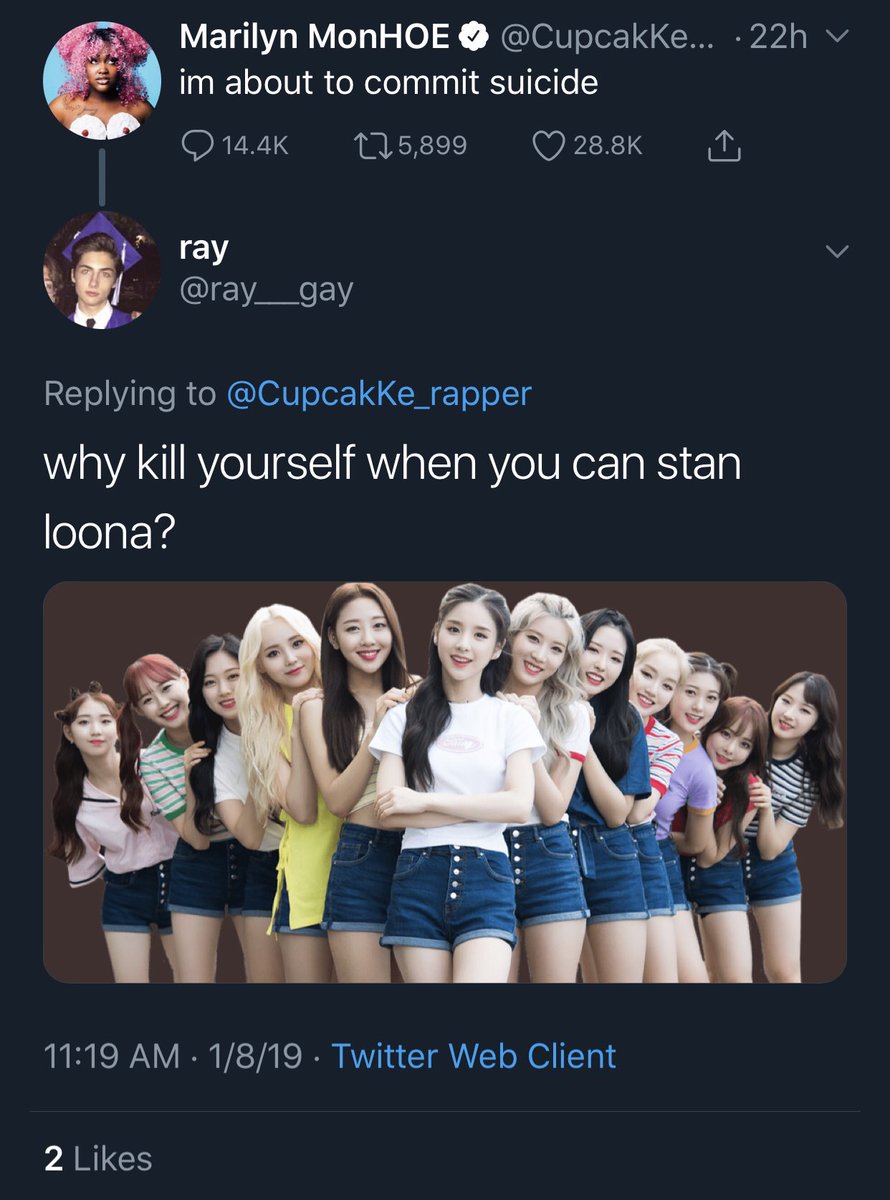 Marilyn MonHOE @CupcakKe... · 22h
im about to commit suicide
14.4K 5,899 28.8K
ray
@ray___gay
Replying to @CupcakKe_rapper
why kill yourself when you can stan
loona?
11:19 AM · 1/8/19 · Twitter Web Client
2 Likes